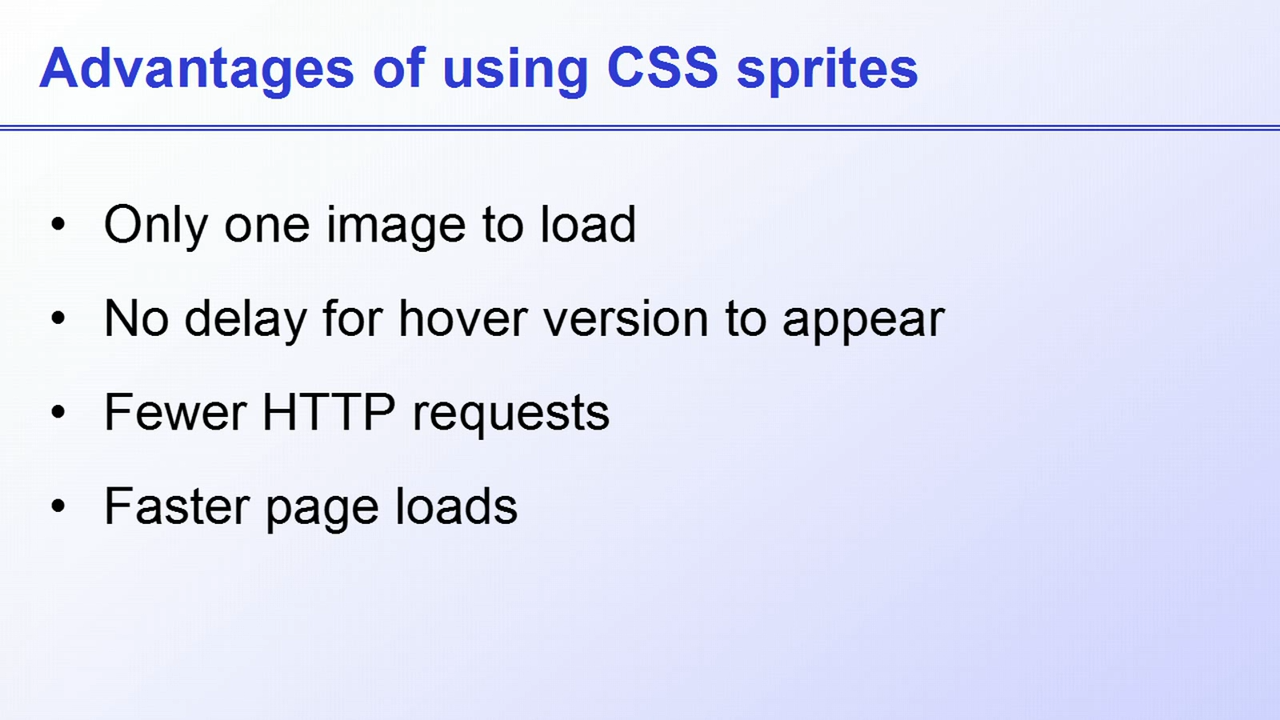 Advantages of using CSS sprites
• Only one image to load
• No delay for hover version to appear
• Fewer HTTP requests
• Faster page loads